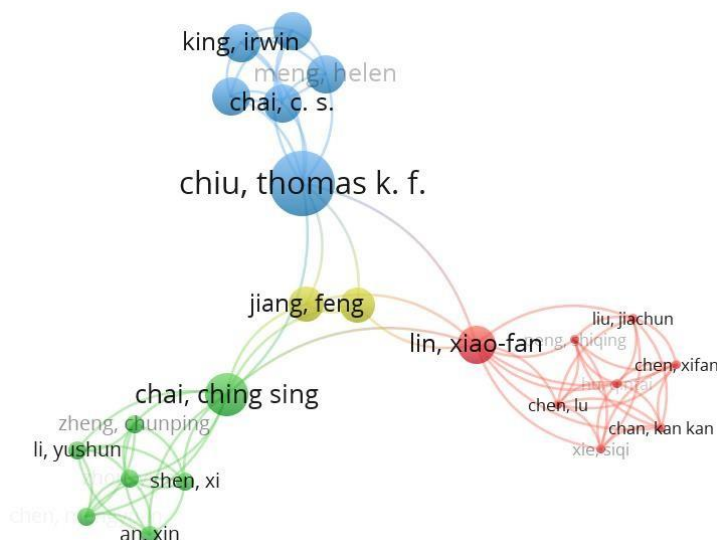 king, irwin
meng, helen
chai, c. s.
chiu, thomas k. f.
jiang, feng
lin, xiao-fan
liu, jiachun
chen, xifan
chai, ching sing
chen, lu
zheng, chunping
chan, kan kan
li, yushun
xie, siqi
shen, xi
an, xin